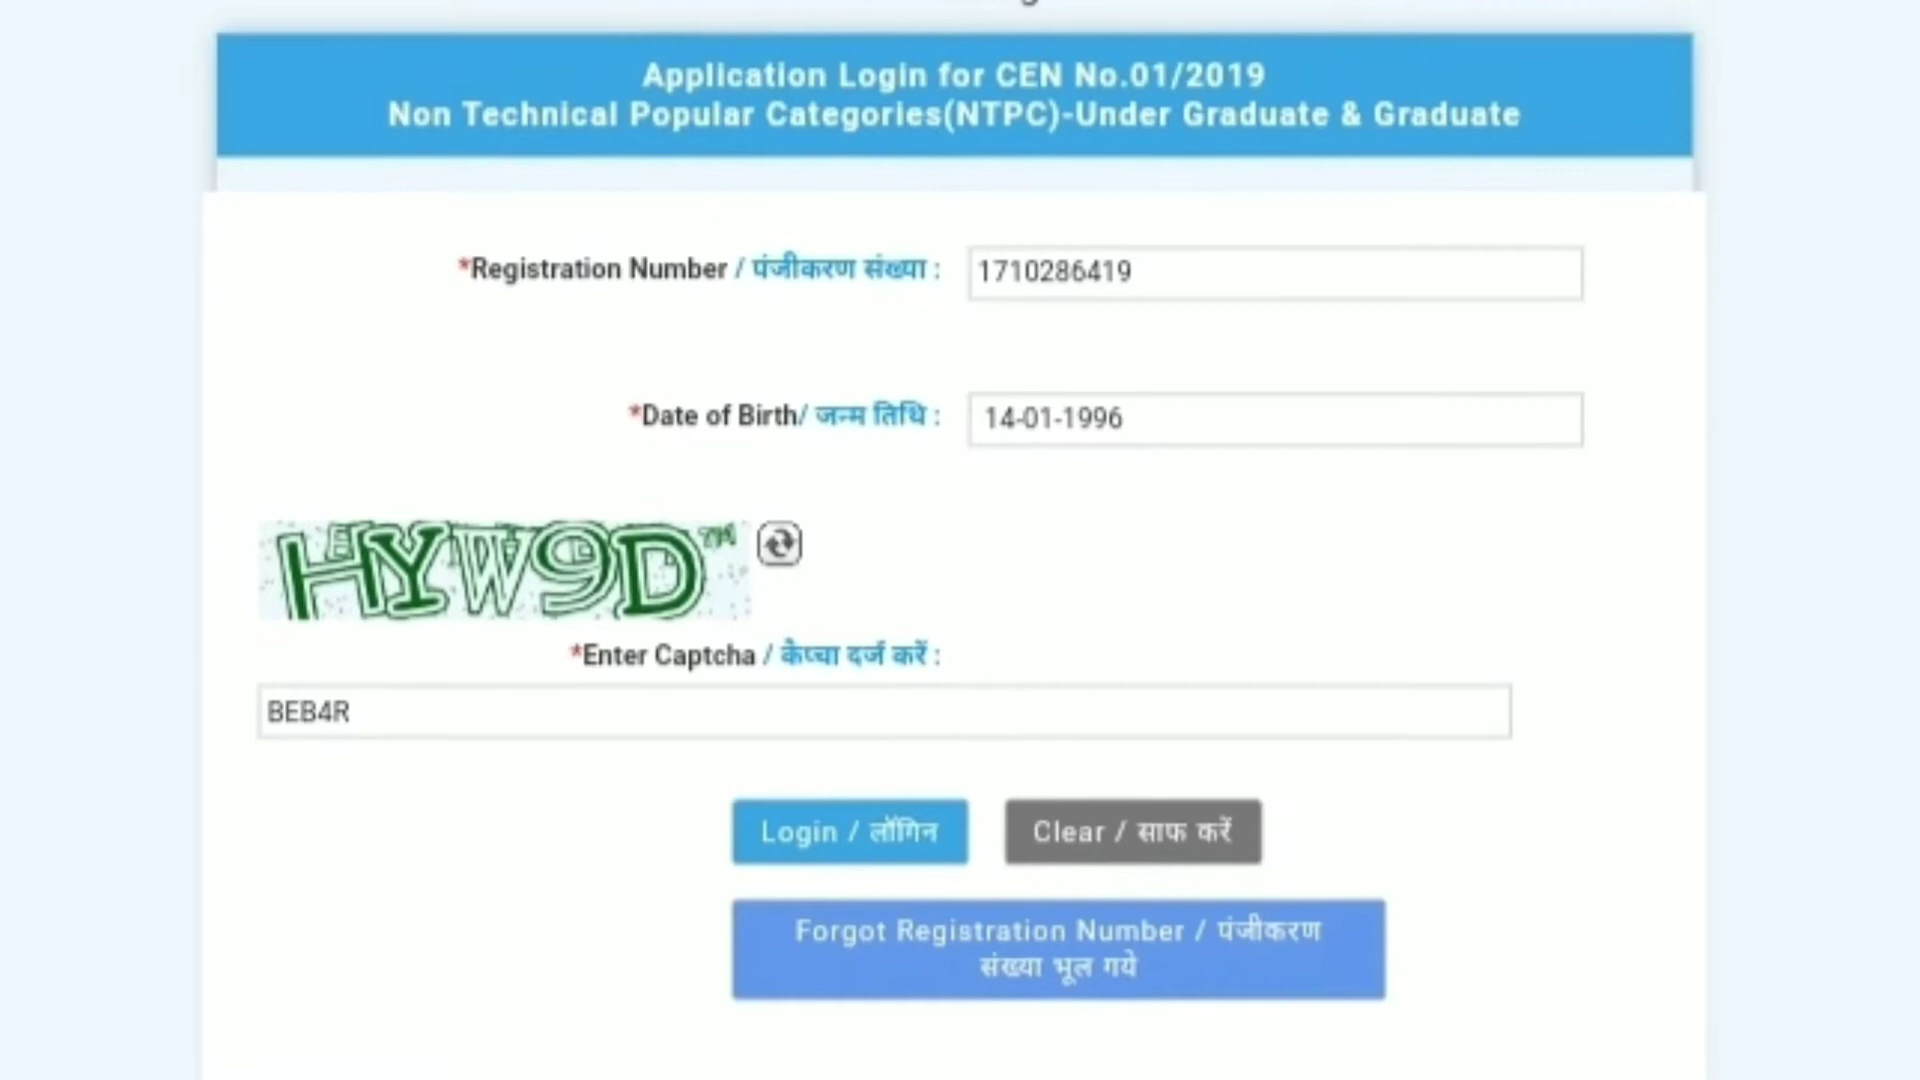 Application Login for CEN No.01/2019
Non Technical Popular Categories(NTPC)-Under Graduate & Graduate
*Registration Number / पंजीकरण संख्या :
1710286419
*Date of Birth/ जन्म तिथि :
14-01-1996
HYW9D™
*Enter Captcha / कैप्चा दर्ज करें :
BEB4R
Login / लॉगिन
Clear / साफ करें
Forgot Registration Number / पंजीकरण
संख्या भूल गये